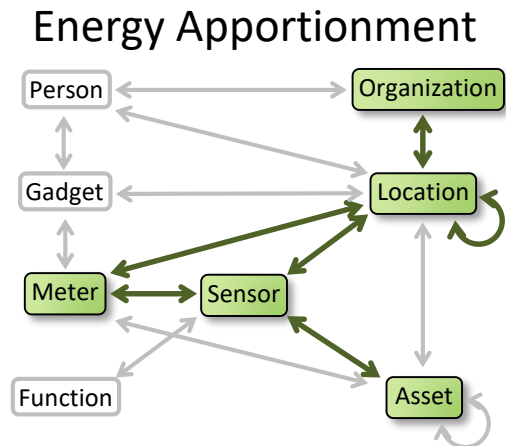 Energy Apportionment
Person
Organization
Gadget
Location
Meter
Sensor
Function
Asset